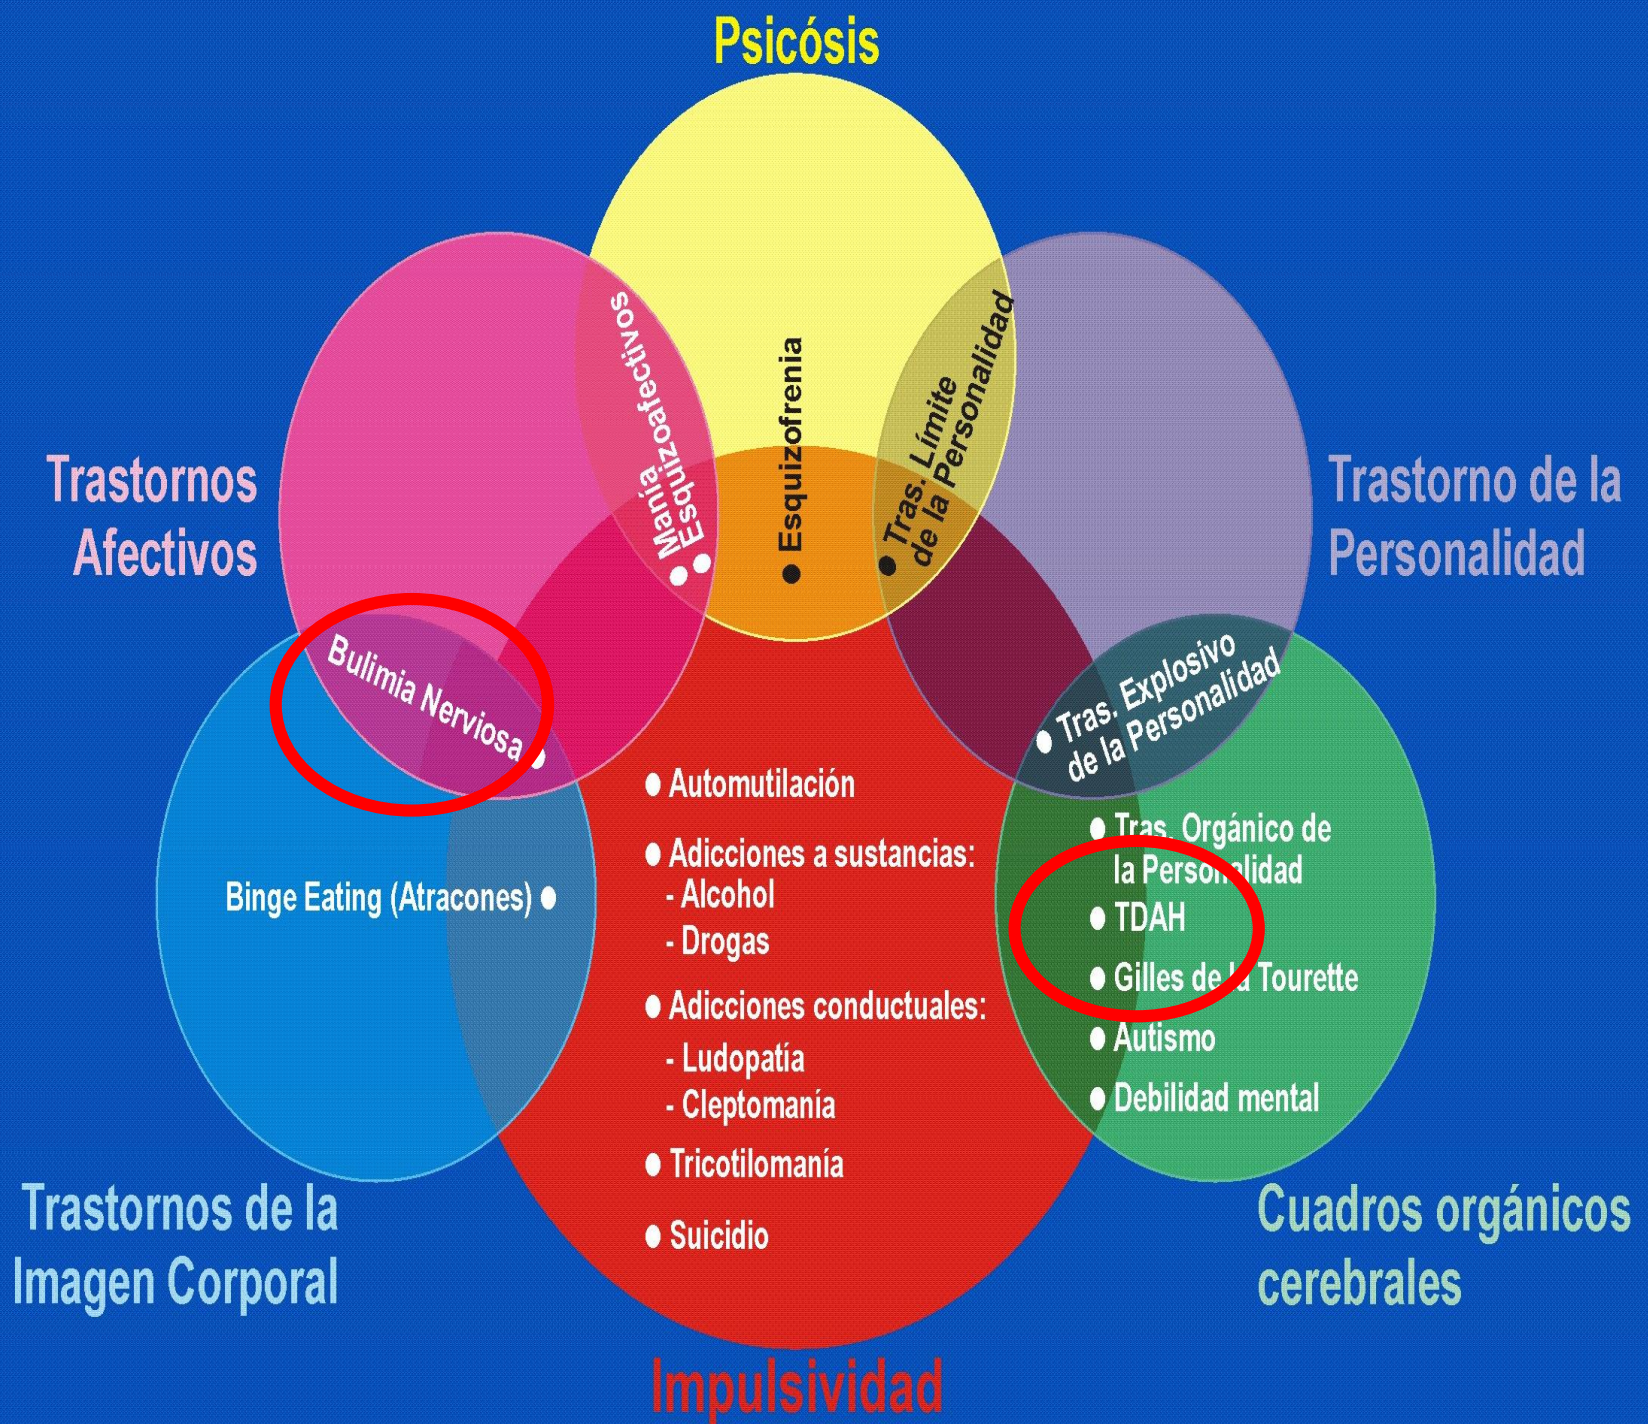 Psicósis
Trastornos
Afectivos
Manía
Esquizoafectivos
● Esquizofrenia
● Tras. Límite
de la Personalidad
Trastorno de la
Personalidad
Bulimia Nerviosa ●
● Tras. Explosivo
de la Personalidad
Binge Eating (Atracones) ●
● Automutilación
● Adicciones a sustancias:
- Alcohol
- Drogas
● Adicciones conductuales:
- Ludopatía
- Cleptomanía
● Tricotilomanía
● Suicidio
● Tras. Orgánico de
la Personalidad
● TDAH
● Gilles de la Tourette
● Autismo
● Debilidad mental
Trastornos de la
Imagen Corporal
Cuadros orgánicos
cerebrales
Impulsividad